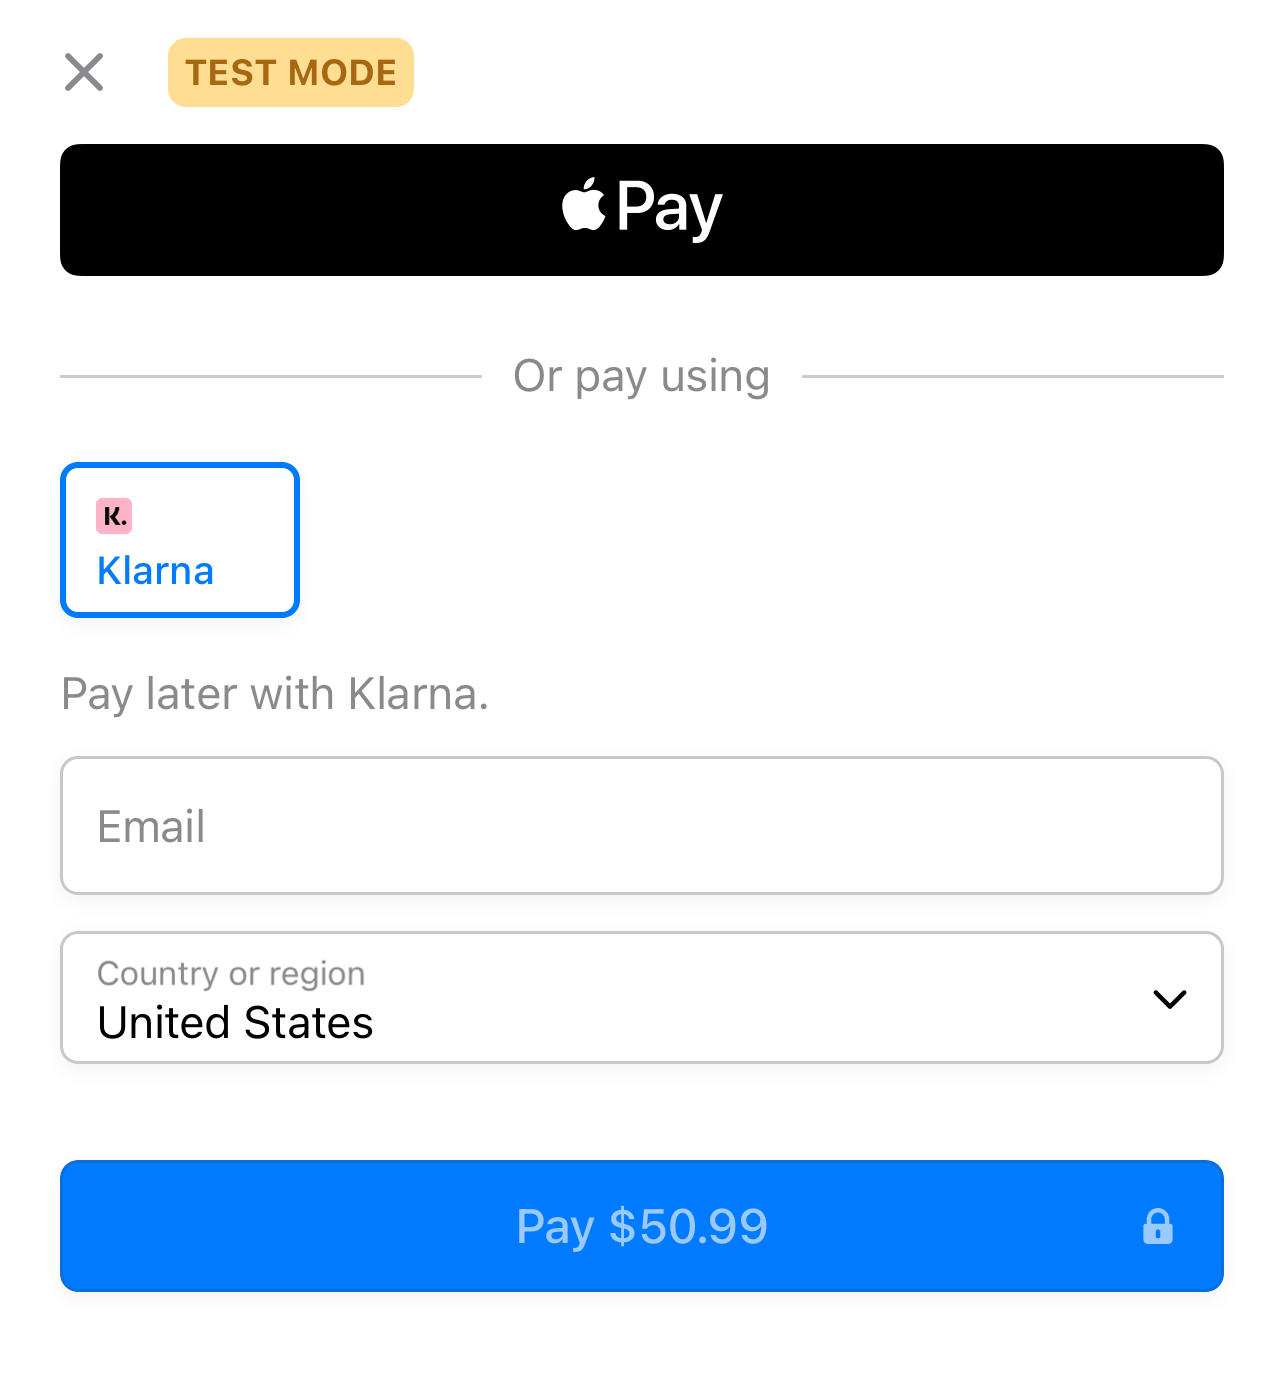 TEST MODE
Pay
Or pay using
K.
Klarna
Pay later with Klarna.
Email
Country or region
United States
Pay $50.99